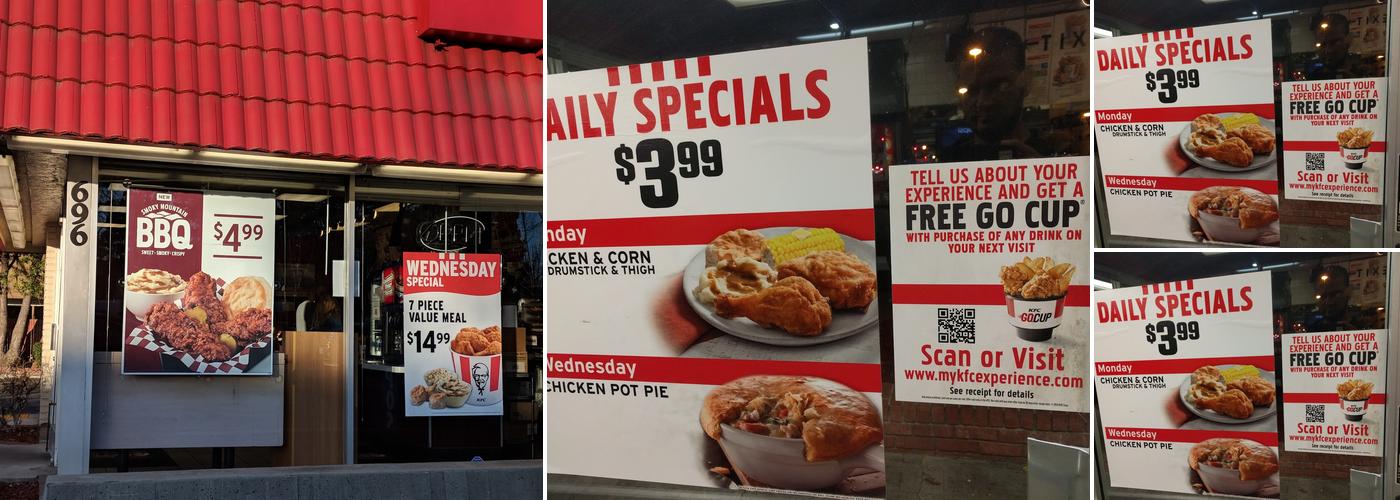 696
NEW
SMOKY MOUNTAIN
BBQ
SWEET·SMOKY·CRISPY
$4.99
OPEN
WEDNESDAY
SPECIAL
7 PIECE
VALUE MEAL
$14.99
KFC
AILY SPECIALS
$3.99
nday
CKEN & CORN
DRUMSTICK & THIGH
Wednesday
CHICKEN POT PIE
TELL US ABOUT YOUR
EXPERIENCE AND GET A
FREE GO CUP®
WITH PURCHASE OF ANY DRINK ON
YOUR NEXT VISIT
KFC
GO CUP
Scan or Visit
www.mykfcexperience.com
See receipt for details
DAILY SPECIALS
$3.99
Monday
CHICKEN & CORN
DRUMSTICK & THIGH
Wednesday
CHICKEN POT PIE
TELL US ABOUT YOUR
EXPERIENCE AND GET A
FREE GO CUP
WITH PURCHASE OF ANY DRINK ON
YOUR NEXT VISIT
GO CUP
Scan or Visit
www.mykfcexperience.com
See receipt for details
DAILY SPECIALS
$3.99
Monday
CHICKEN & CORN
DRUMSTICK & THIGH
Wednesday
CHICKEN POT PIE
TELL US ABOUT YOUR
EXPERIENCE AND GET A
FREE GO CUP
WITH PURCHASE OF ANY DRINK ON
YOUR NEXT VISIT
GO CUP
Scan or Visit
www.mykfcexperience.com
See receipt for details